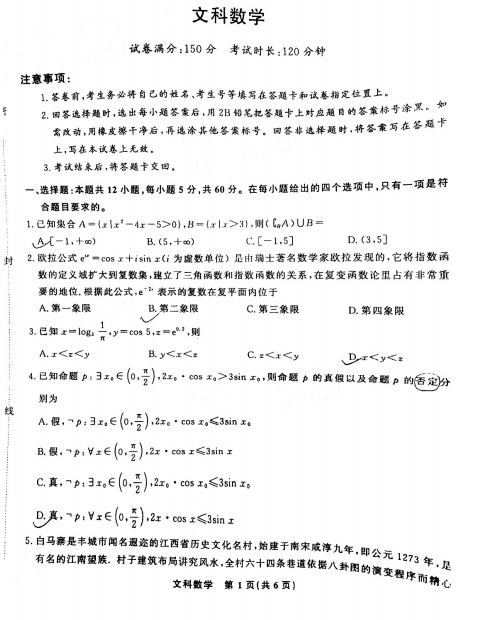 文科数学
试卷满分:150分 考试时长:120分钟
注意事项:
1.答卷前,考生务必将自己的姓名、考生号等填写在答题卡和试卷指定位置上。
2.回答选择题时,选出每小题答案后,用2B铅笔把答题卡上对应题目的答案标号涂黑。如
需改动,用橡皮擦干净后,再选涂其他答案标号。回答非选择题时,将答案写在答题卡
上,写在本试卷上无效。
3.考试结束后,将答题卡交回。
一、选择题:本题共12小题,每小题5分,共60分。在每小题给出的四个选项中,只有一项是符
合题目要求的。
1.已知集合A={x|x²-4x-5>0},B={x|x>3},则(∁RA)∪B=
A.[-1,+∞) B.(5,+∞) C.[-1,5] D.(3,5]
2.欧拉公式e^{ix}=cos x+isin x(i为虚数单位)是由瑞士著名数学家欧拉发现的,它将指数函
数的定义域扩大到复数集,建立了三角函数和指数函数的关系,在复变函数论里占有非常重
要的地位.根据此公式,e^{-2i}表示的复数在复平面内位于
A.第一象限 B.第二象限 C.第三象限 D.第四象限
3.已知x=log₃ 1/π,y=cos 5,z=e^{0.2},则
A.x<z<y B.y<x<z C.z<x<y D.x<y<z
4.已知命题p:∃x₀∈(0,π/2),2x₀·cos x₀>3sin x₀,则命题p的真假以及命题p的否定分
别为
A.假,¬p:∃x₀∈(0,π/2),2x₀·cos x₀≤3sin x₀
B.假,¬p:∀x∈(0,π/2),2x·cos x≤3sin x
C.真,¬p:∃x₀∈(0,π/2),2x₀·cos x₀≤3sin x₀
D.真,¬p:∀x∈(0,π/2),2x·cos x≤3sin x
5.白马寨是丰城市闻名遐迩的江西省历史文化名村,始建于南宋咸淳九年,即公元1273年,是
有名的江南望族.村子建筑布局讲究风水,全村六十四条巷道依据八卦图的演变程序而精心
文科数学 第1页(共6页)
封
线